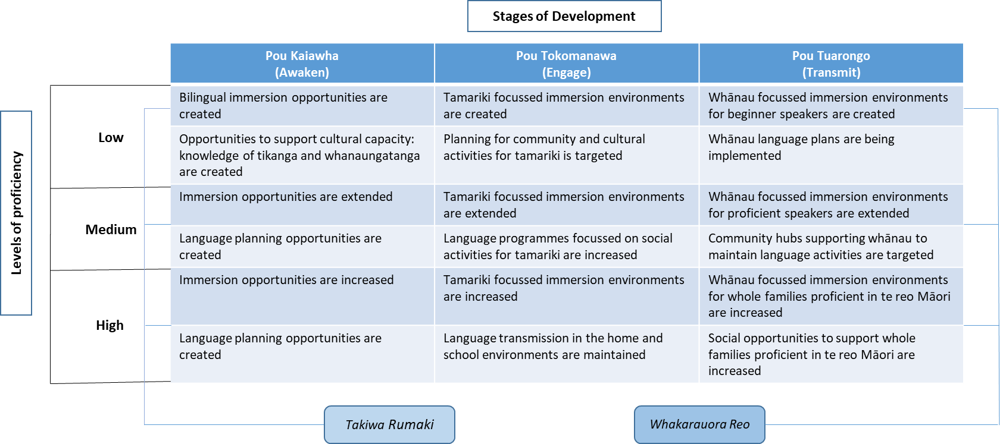 Stages of Development
Pou Kaiawha
(Awaken)
Pou Tokomanawa
(Engage)
Pou Tuarongo
(Transmit)
Levels of proficiency
Low
Bilingual immersion opportunities are
created
Tamariki focussed immersion environments
are created
Whānau focussed immersion environments
for beginner speakers are created
Opportunities to support cultural capacity:
knowledge of tikanga and whanaungatanga
are created
Planning for community and cultural
activities for tamariki is targeted
Whānau language plans are being
implemented
Medium
Immersion opportunities are extended
Tamariki focussed immersion environments
are extended
Whānau focussed immersion environments
for proficient speakers are extended
Language planning opportunities are
created
Language programmes focussed on social
activities for tamariki are increased
Community hubs supporting whānau to
maintain language activities are targeted
High
Immersion opportunities are increased
Tamariki focussed immersion environments
are increased
Whānau focussed immersion environments
for whole families proficient in te reo Māori
are increased
Language planning opportunities are
created
Language transmission in the home and
school environments are maintained
Social opportunities to support whole
families proficient in te reo Māori are
increased
Takiwa Rumaki
Whakarauora Reo